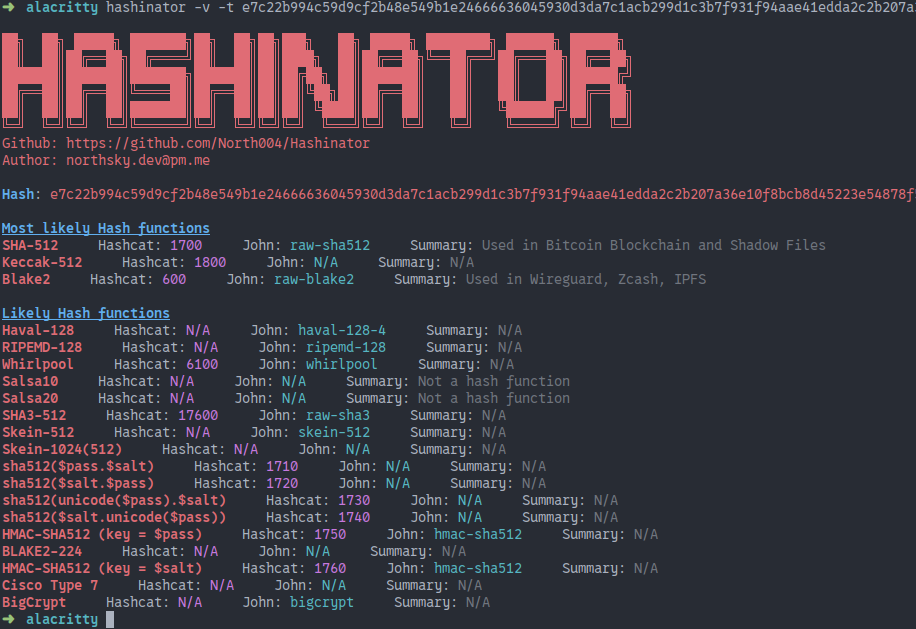 ➜ alacritty hashinator -v -t e7c22b994c59d9cf2b48e549b1e24666636045930d3da7c1acb299d1c3b7f931f94aae41edda2c2b207a3
HASHINATOR
Github: https://github.com/North004/Hashinator
Author: northsky.dev@pm.me
Hash: e7c22b994c59d9cf2b48e549b1e24666636045930d3da7c1acb299d1c3b7f931f94aae41edda2c2b207a36e10f8bcb8d45223e54878f5
Most likely Hash functions
SHA-512 Hashcat: 1700 John: raw-sha512 Summary: Used in Bitcoin Blockchain and Shadow Files
Keccak-512 Hashcat: 1800 John: N/A Summary: N/A
Blake2 Hashcat: 600 John: raw-blake2 Summary: Used in Wireguard, Zcash, IPFS
Likely Hash functions
Haval-128 Hashcat: N/A John: haval-128-4 Summary: N/A
RIPEMD-128 Hashcat: N/A John: ripemd-128 Summary: N/A
Whirlpool Hashcat: 6100 John: whirlpool Summary: N/A
Salsa10 Hashcat: N/A John: N/A Summary: Not a hash function
Salsa20 Hashcat: N/A John: N/A Summary: Not a hash function
SHA3-512 Hashcat: 17600 John: raw-sha3 Summary: N/A
Skein-512 Hashcat: N/A John: skein-512 Summary: N/A
Skein-1024(512) Hashcat: N/A John: N/A Summary: N/A
sha512($pass.$salt) Hashcat: 1710 John: N/A Summary: N/A
sha512($salt.$pass) Hashcat: 1720 John: N/A Summary: N/A
sha512(unicode($pass).$salt) Hashcat: 1730 John: N/A Summary: N/A
sha512($salt.unicode($pass)) Hashcat: 1740 John: N/A Summary: N/A
HMAC-SHA512 (key = $pass) Hashcat: 1750 John: hmac-sha512 Summary: N/A
BLAKE2-224 Hashcat: N/A John: N/A Summary: N/A
HMAC-SHA512 (key = $salt) Hashcat: 1760 John: hmac-sha512 Summary: N/A
Cisco Type 7 Hashcat: N/A John: N/A Summary: N/A
BigCrypt Hashcat: N/A John: bigcrypt Summary: N/A
➜ alacritty